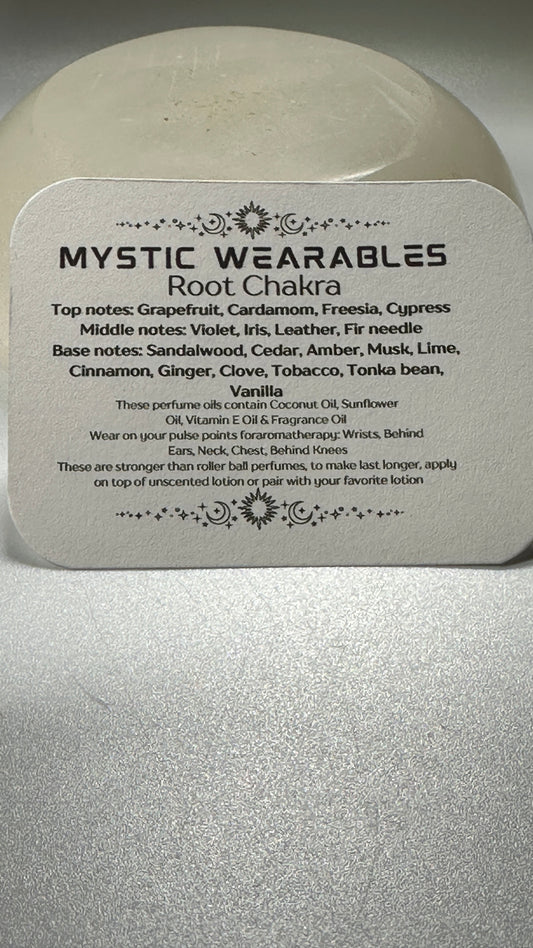 MYSTIC WEARABLES
Root Chakra
Top notes: Grapefruit, Cardamom, Freesia, Cypress
Middle notes: Violet, Iris, Leather, Fir needle
Base notes: Sandalwood, Cedar, Amber, Musk, Lime,
Cinnamon, Ginger, Clove, Tobacco, Tonka bean,
Vanilla
These perfume oils contain Coconut Oil, Sunflower
Oil, Vitamin E Oil & Fragrance Oil
Wear on your pulse points foraromatherapy: Wrists, Behind
Ears, Neck, Chest, Behind Knees
These are stronger than roller ball perfumes, to make last longer, apply
on top of unscented lotion or pair with your favorite lotion